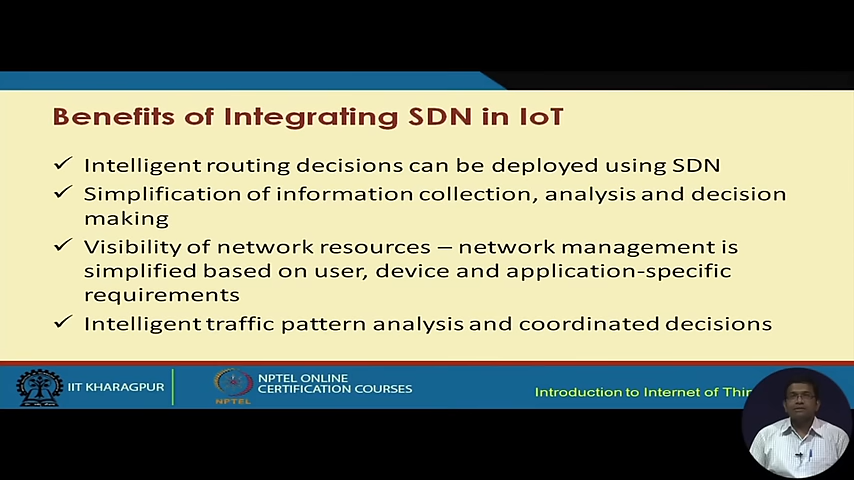 Benefits of Integrating SDN in IoT
✓ Intelligent routing decisions can be deployed using SDN
✓ Simplification of information collection, analysis and decision
making
✓ Visibility of network resources – network management is
simplified based on user, device and application-specific
requirements
✓ Intelligent traffic pattern analysis and coordinated decisions
IIT KHARAGPUR
NPTEL
NPTEL ONLINE
CERTIFICATION COURSES
Introduction to Internet of